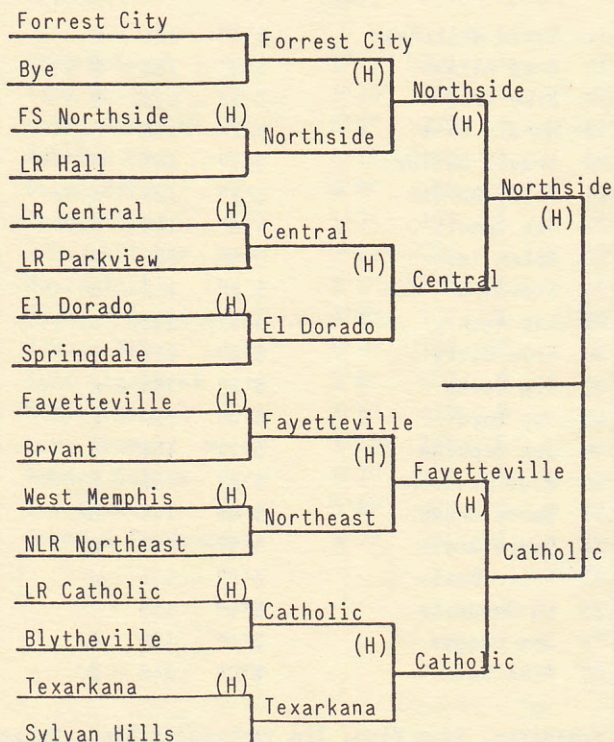 Forrest City
Bye
FS Northside (H)
LR Hall
LR Central (H)
LR Parkview
El Dorado (H)
Springdale
Fayetteville (H)
Bryant
West Memphis (H)
NLR Northeast
LR Catholic (H)
Blytheville
Texarkana (H)
Sylvan Hills
Forrest City
(H)
Northside
Central
(H)
El Dorado
Fayetteville
(H)
Northeast
Catholic
(H)
Texarkana
Northside
(H)
Central
Fayetteville
(H)
Catholic
Northside
(H)
Catholic